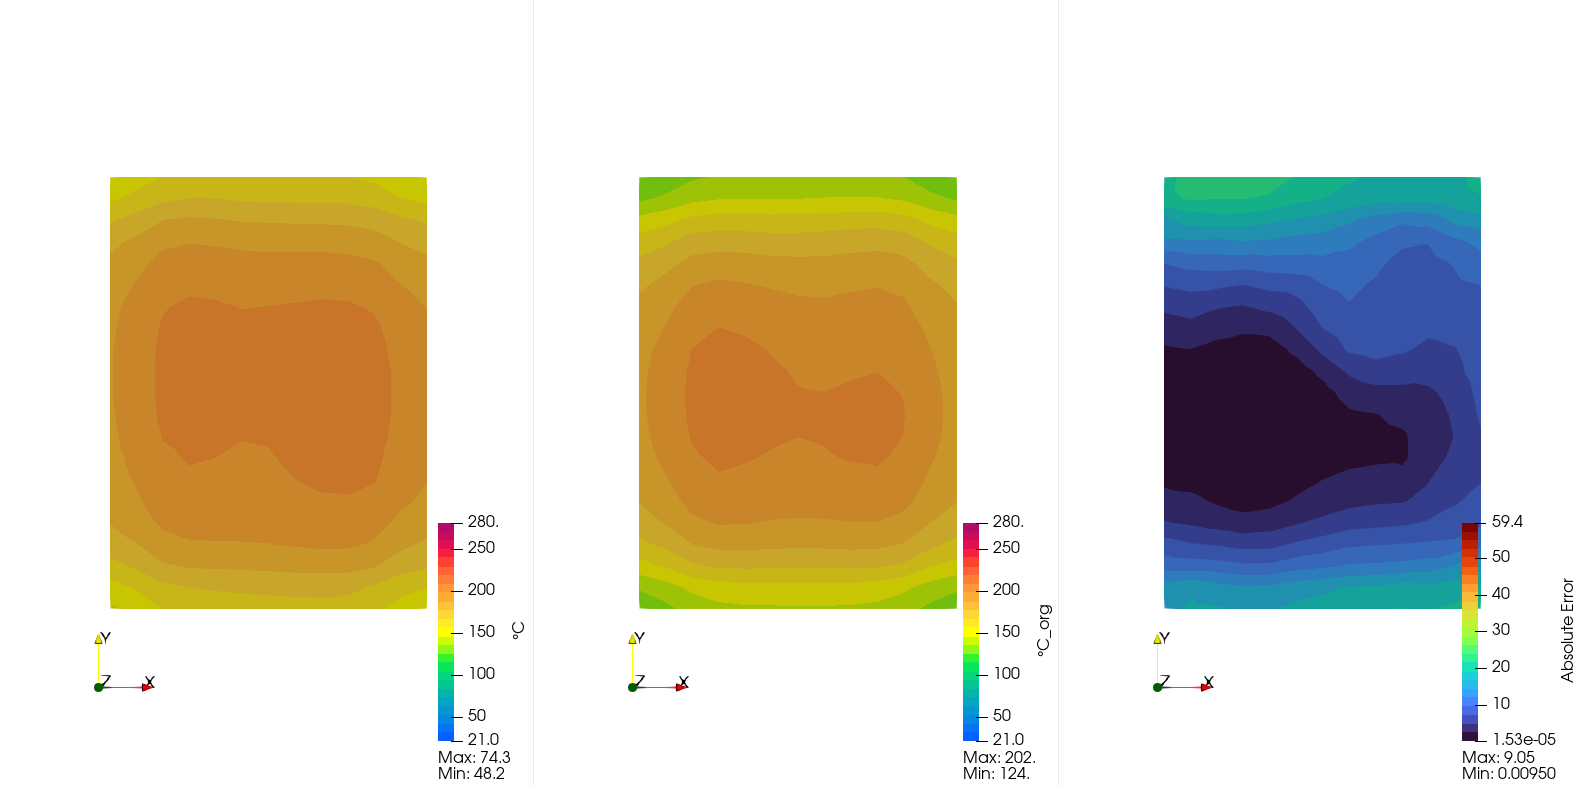 280.
250
200
150
100
50
21.0
°C
Max: 74.3
Min: 48.2
Y
Z
X
280.
250
200
150
100
50
21.0
°C_org
Max: 202.
Min: 124.
Y
Z
X
59.4
50
40
30
20
10
1.53e-05
Absolute Error
Max: 9.05
Min: 0.00950
Y
Z
X